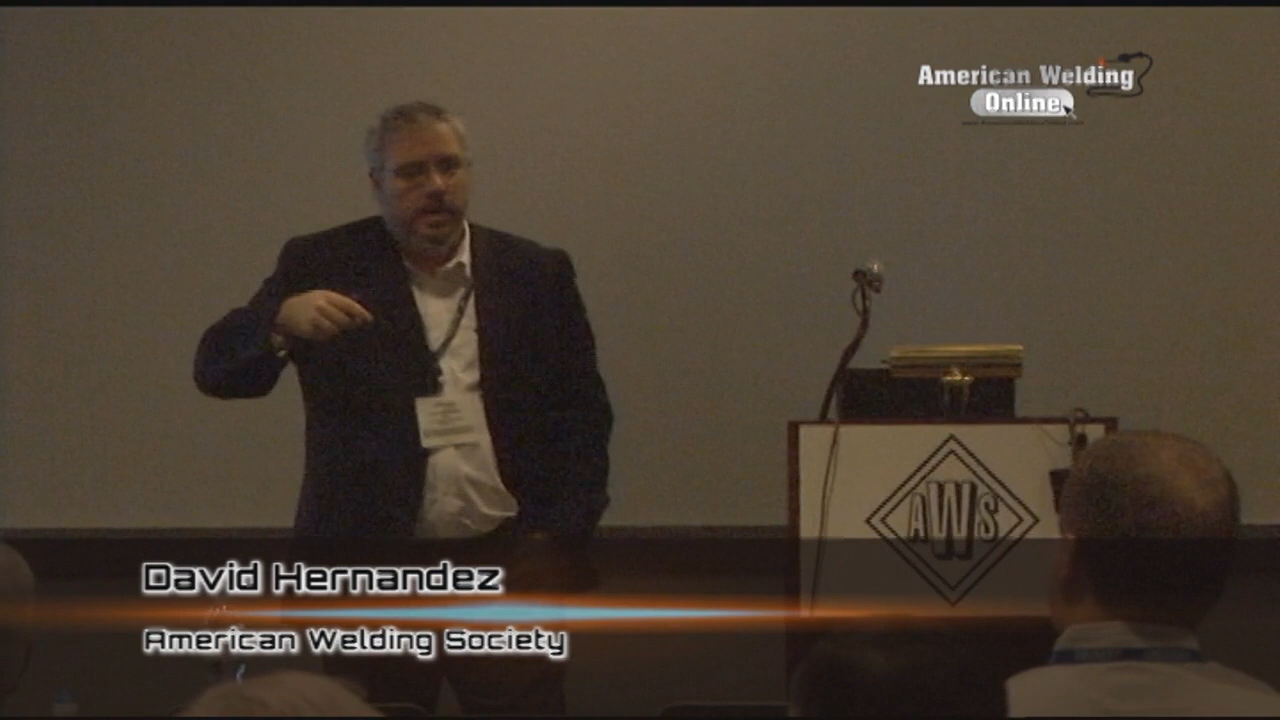 American Welding
Online
AWS
David Hernandez
American Welding Society